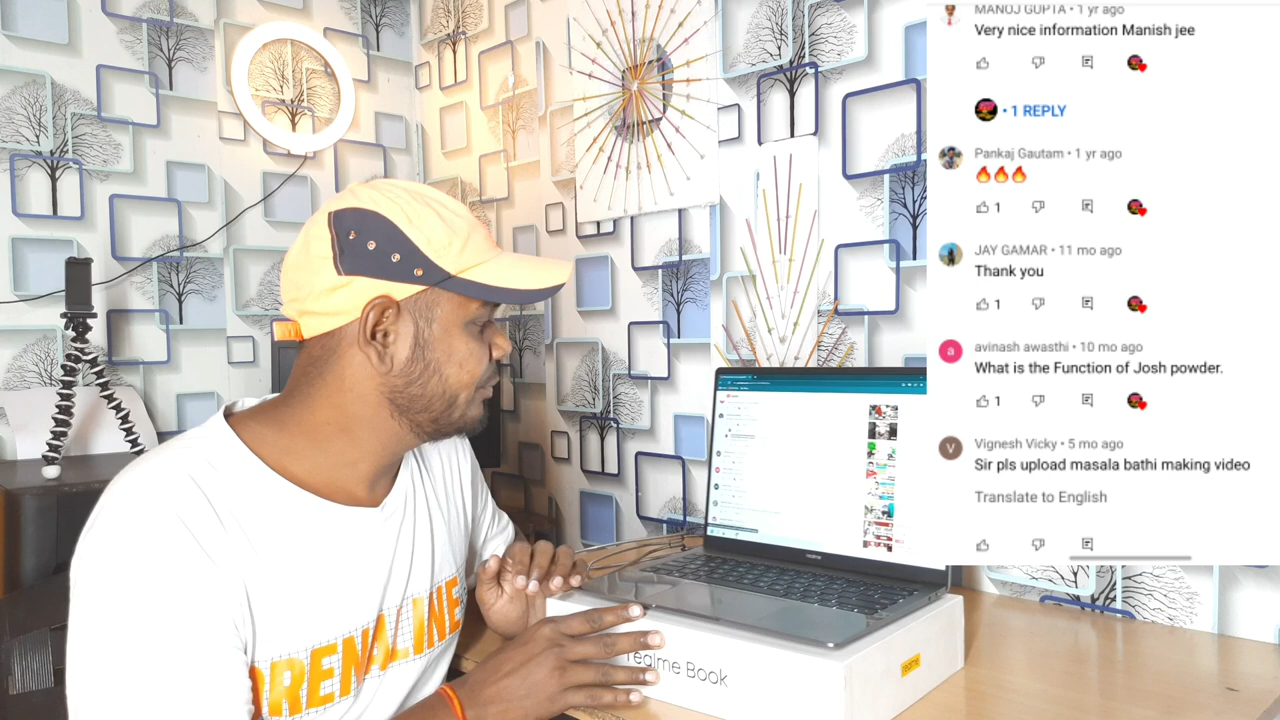 MANOJ GUPTA • 1 yr ago
Very nice information Manish jee
• 1 REPLY
Pankaj Gautam • 1 yr ago
🔥🔥🔥
1
JAY GAMAR • 11 mo ago
Thank you
1
a
avinash awasthi • 10 mo ago
What is the Function of Josh powder.
1
V
Vignesh Vicky • 5 mo ago
Sir pls upload masala bathi making video
Translate to English
realme
DRENALINE
realme Book
realme